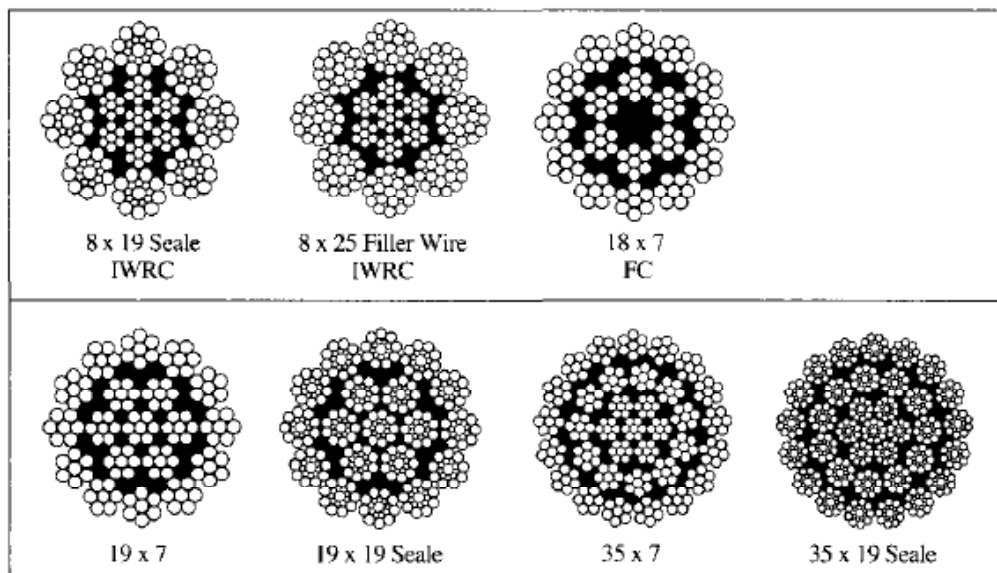 8 x 19 Seale
IWRC
8 x 25 Filler Wire
IWRC
18 x 7
FC
19 x 7
19 x 19 Seale
35 x 7
35 x 19 Seale